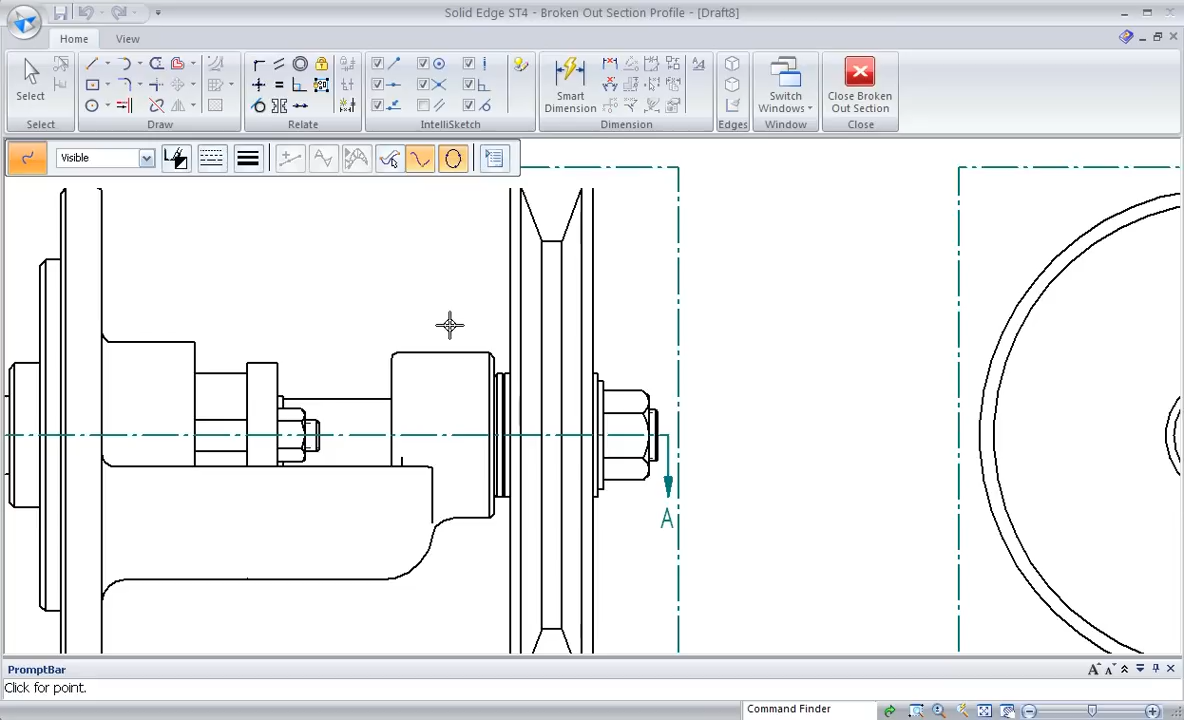 Solid Edge ST4 - Broken Out Section Profile - [Draft8]
Home View
Select
Select
Draw
Relate
IntelliSketch
Smart
Dimension
Dimension
Edges
Switch
Windows
Window
Close Broken
Out Section
Close
Visible
A
PromptBar
Click for point.
Command Finder